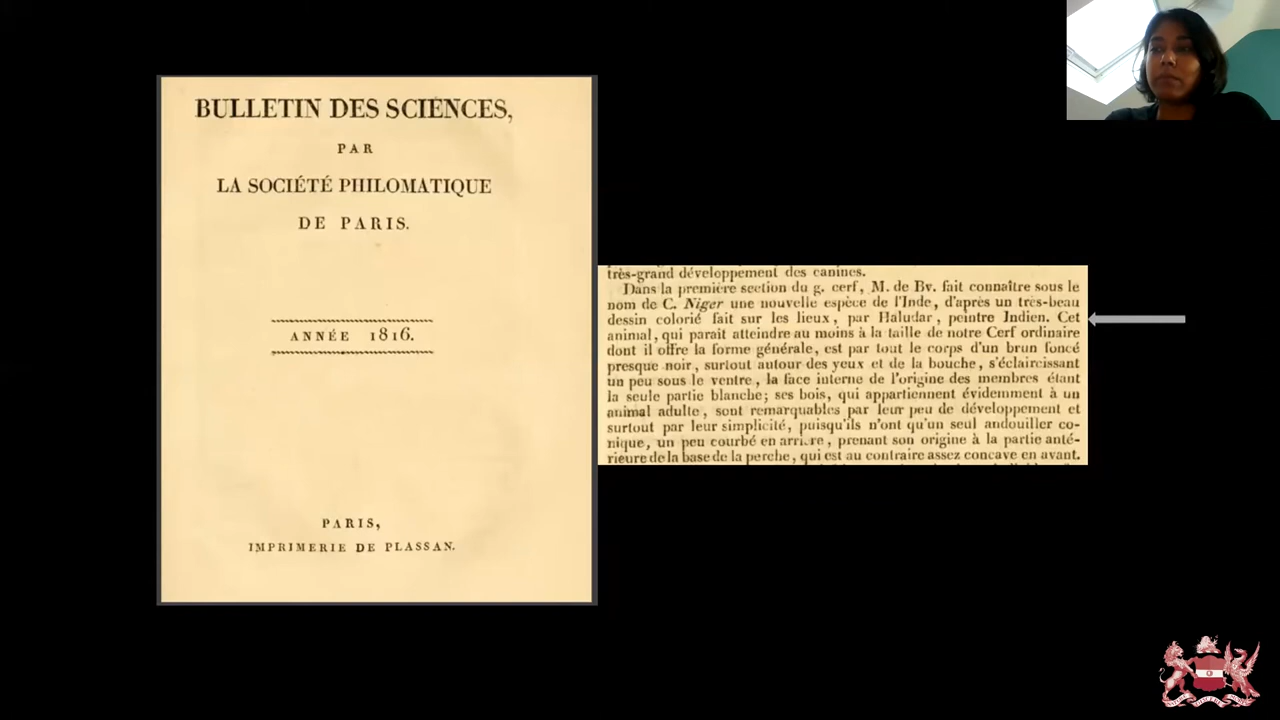 BULLETIN DES SCIENCES,
PAR
LA SOCIÉTÉ PHILOMATIQUE
DE PARIS.
ANNÉE 1816.
PARIS,
IMPRIMERIE DE PLASSAN.
très-grand développement des canines.
Dans la première section du g. cerf, M. de Bv. fait connaître sous le
nom de C. Niger une nouvelle espèce de l'Inde, d'après un très-beau
dessin colorié fait sur les lieux, par Haludar, peintre Indien. Cet
animal, qui paraît atteindre au moins à la taille de notre Cerf ordinaire
dont il offre la forme générale, est par tout le corps d'un brun foncé
presque noir, surtout autour des yeux et de la bouche, s'éclaircissant
un peu sous le ventre, la face interne de l'origine des membres étant
la seule partie blanche; ses bois, qui appartiennent évidemment à un
animal adulte, sont remarquables par leur peu de développement et
surtout par leur simplicité, puisqu'ils n'ont qu'un seul andouiller co-
nique, un peu courbé en arrière, prenant son origine à la partie anté-
rieure de la base de la perche, qui est au contraire assez concave en avant.